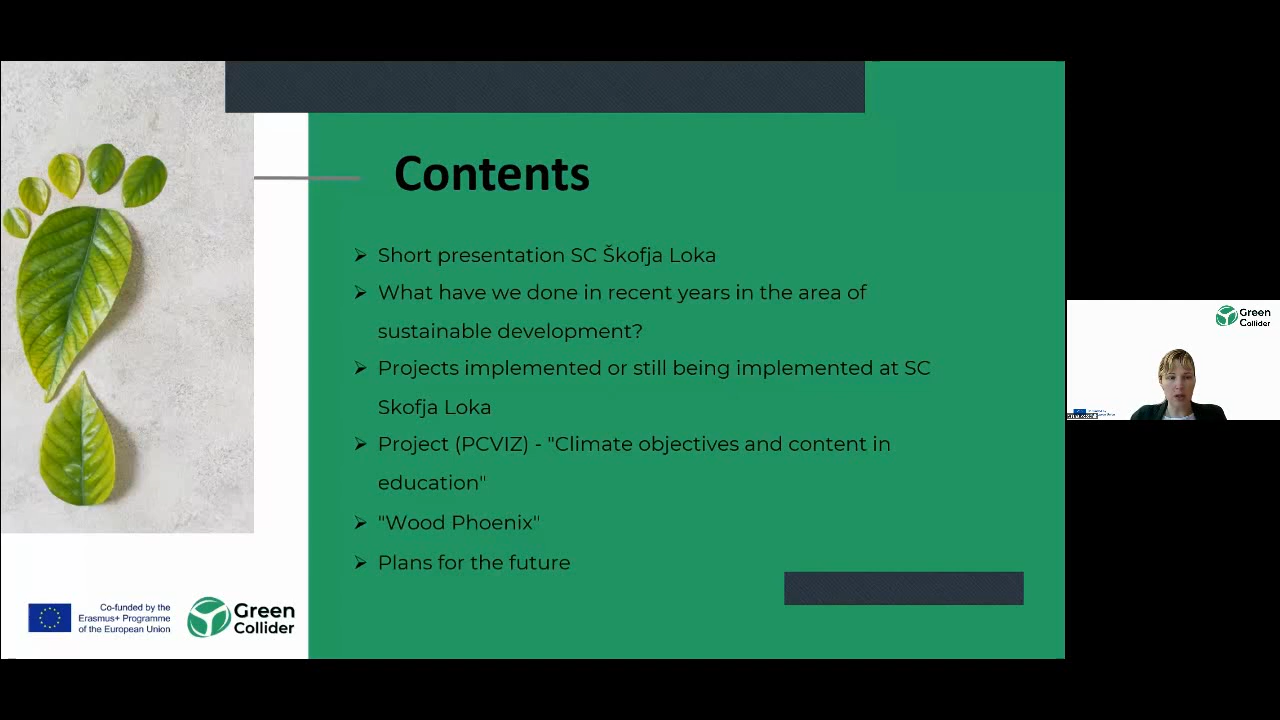 Contents
➢ Short presentation SC Škofja Loka
➢ What have we done in recent years in the area of
sustainable development?
➢ Projects implemented or still being implemented at SC
Skofja Loka
➢ Project (PCVIZ) - "Climate objectives and content in
education"
➢ "Wood Phoenix"
➢ Plans for the future
Co-funded by the
Erasmus+ Programme
of the European Union
Green
Collider
Green
Collider